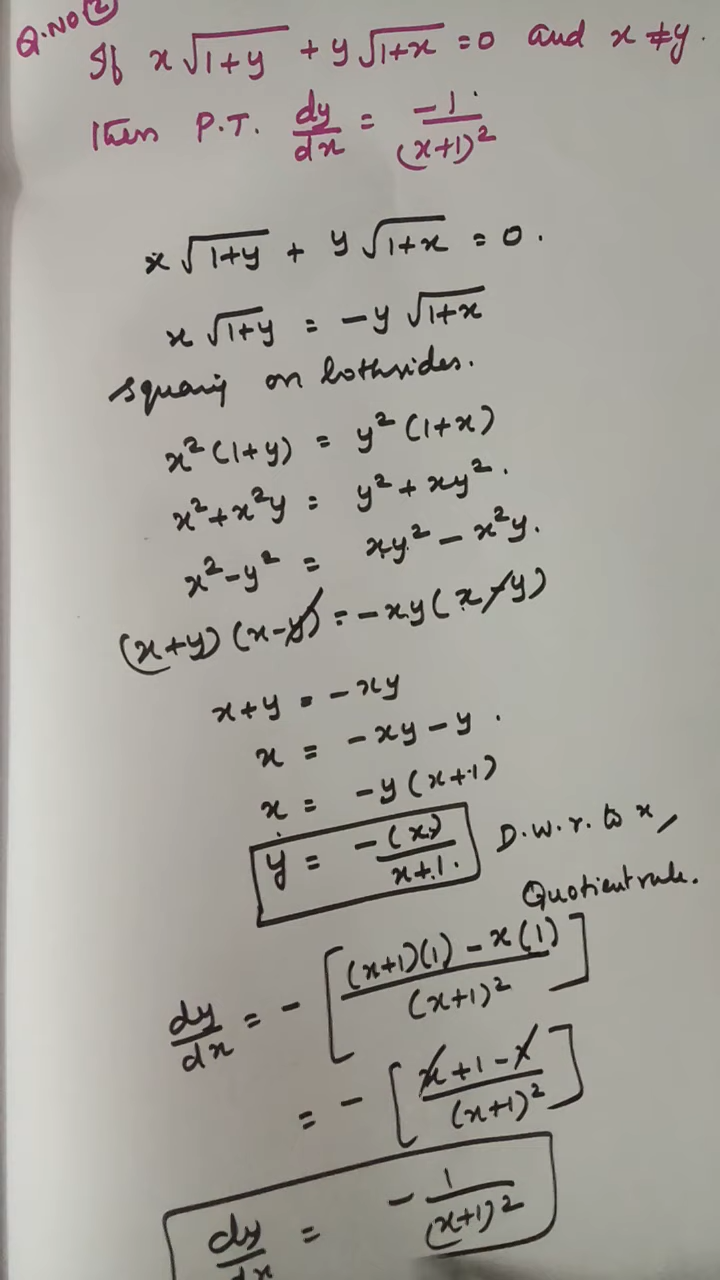 Q.NO ②
If x√(1+y) + y√(1+x) = 0 and x ≠ y.
then P.T. dy/dx = -1/(x+1)²
x√(1+y) + y√(1+x) = 0.
x√(1+y) = -y√(1+x)
squaring on bothsides.
x²(1+y) = y²(1+x)
x²+x²y = y²+xy².
x²-y² = xy²-x²y.
(x+y)(x-y) = -xy(x-y)
x+y = -xy
x = -xy-y.
x = -y(x+1)
y = -(x)/(x+1). D.W.r. to x,
Quotient rule.
dy/dx = -[((x+1)(1) - x(1))/(x+1)²]
= -[(x+1-x)/(x+1)²]
dy/dx = -1/(x+1)²